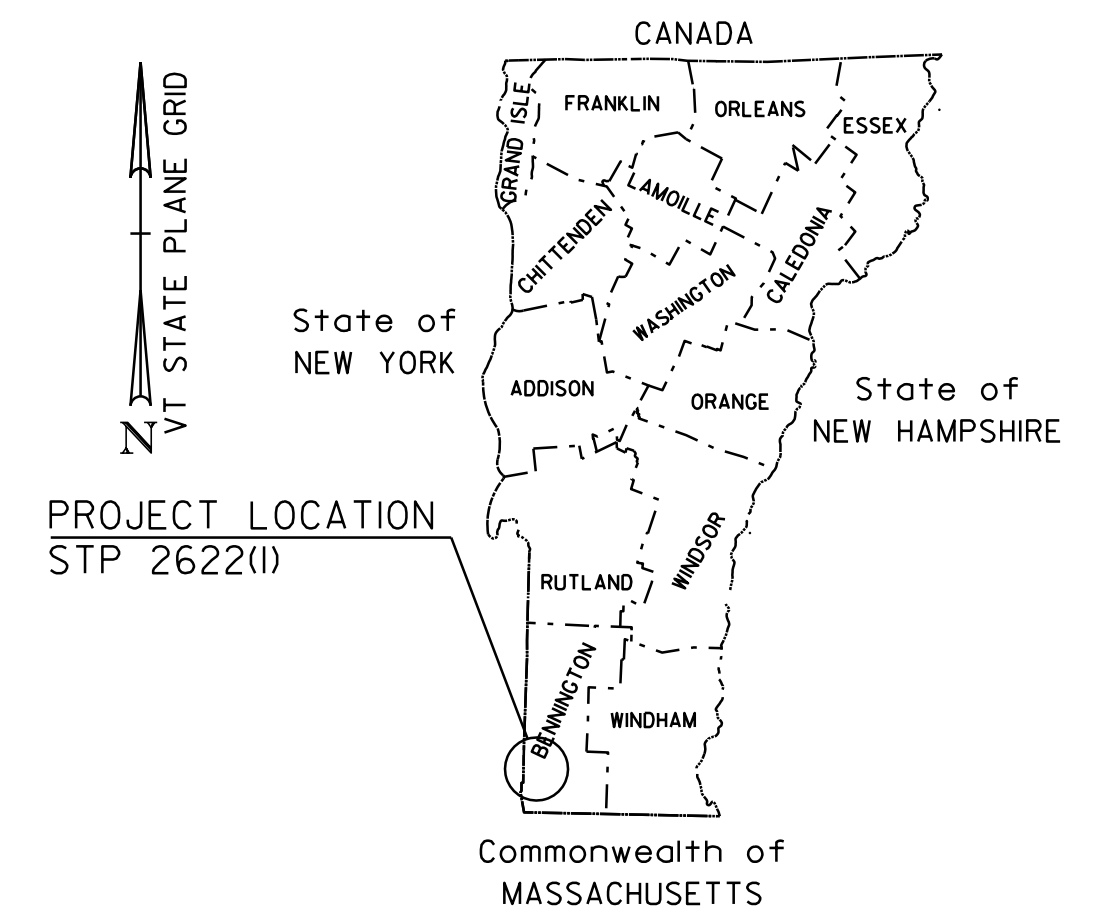 CANADA
VT STATE PLANE GRID
N
GRAND ISLE
FRANKLIN
ORLEANS
ESSEX
LAMOILLE
CHITTENDEN
CALEDONIA
WASHINGTON
State of
NEW YORK
ADDISON
ORANGE
State of
NEW HAMPSHIRE
PROJECT LOCATION
STP 2622(1)
WINDSOR
RUTLAND
BENNINGTON
WINDHAM
Commonwealth of
MASSACHUSETTS